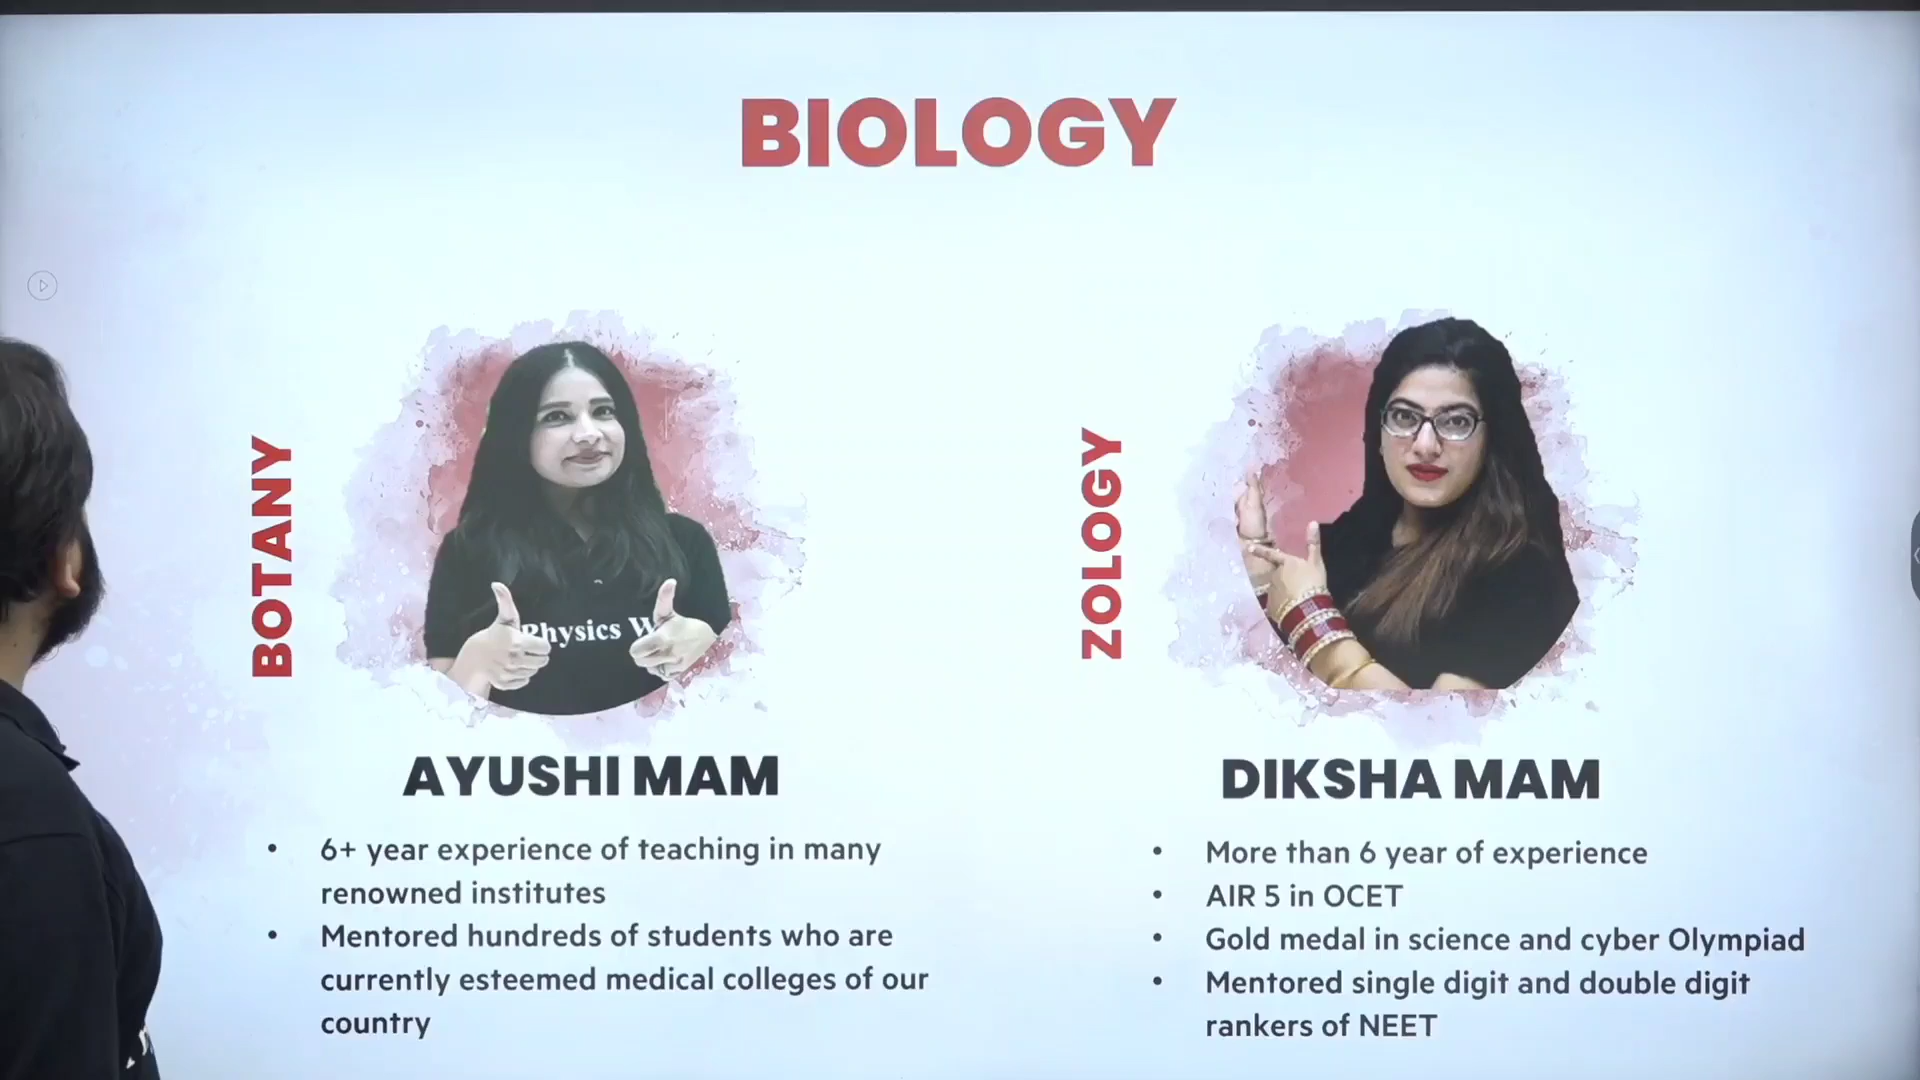 BIOLOGY
BOTANY
Physics W
AYUSHI MAM
• 6+ year experience of teaching in many
renowned institutes
• Mentored hundreds of students who are
currently esteemed medical colleges of our
country
ZOLOGY
DIKSHA MAM
• More than 6 year of experience
• AIR 5 in OCET
• Gold medal in science and cyber Olympiad
• Mentored single digit and double digit
rankers of NEET